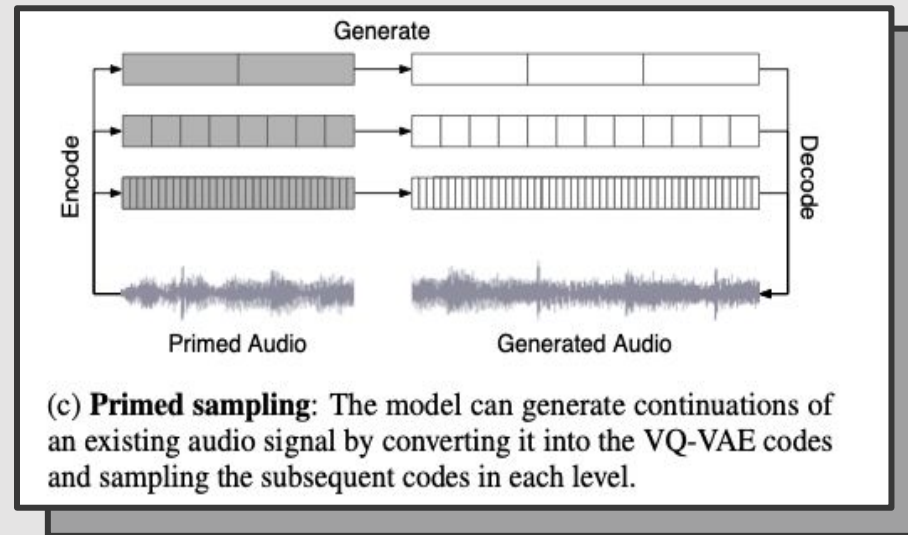 Generate
Encode
Decode
Primed Audio
Generated Audio
(c) Primed sampling: The model can generate continuations of
an existing audio signal by converting it into the VQ-VAE codes
and sampling the subsequent codes in each level.